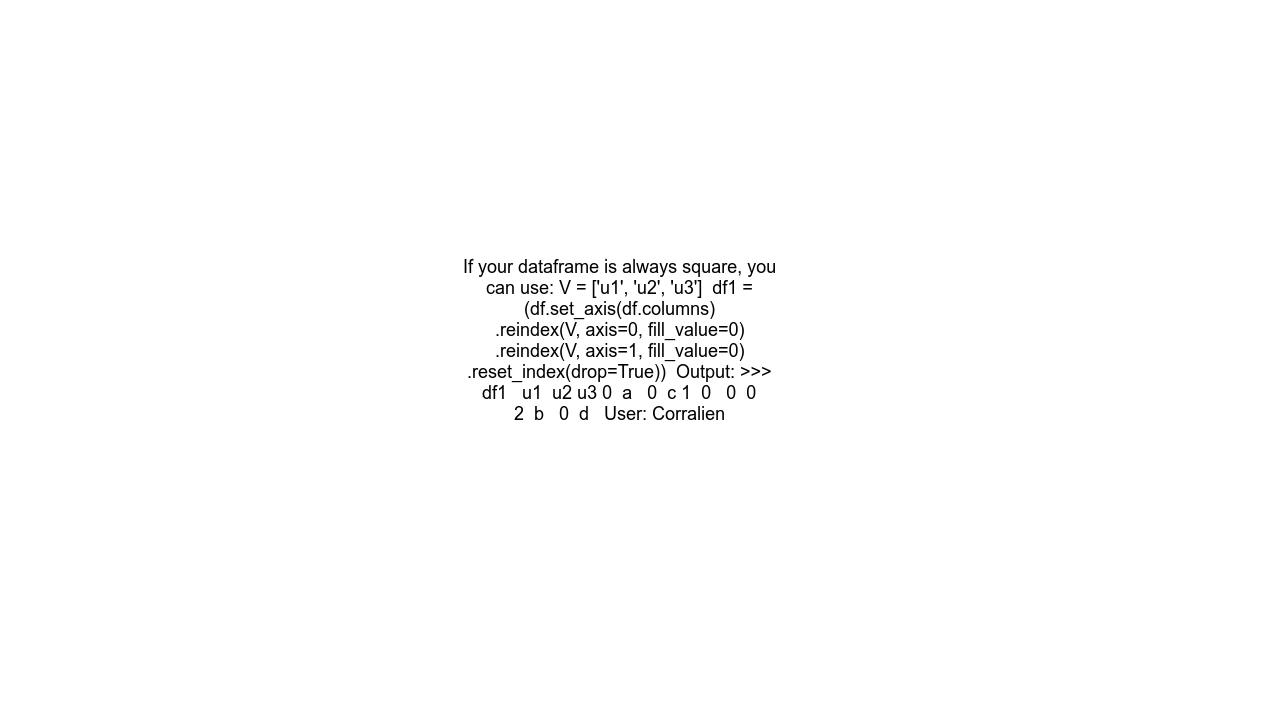 If your dataframe is always square, you
can use: V = ['u1', 'u2', 'u3']  df1 =
(df.set_axis(df.columns)
.reindex(V, axis=0, fill_value=0)
.reindex(V, axis=1, fill_value=0)
.reset_index(drop=True))  Output: >>>
df1   u1  u2 u3 0  a   0  c 1  0   0  0
2  b   0  d   User: Corralien